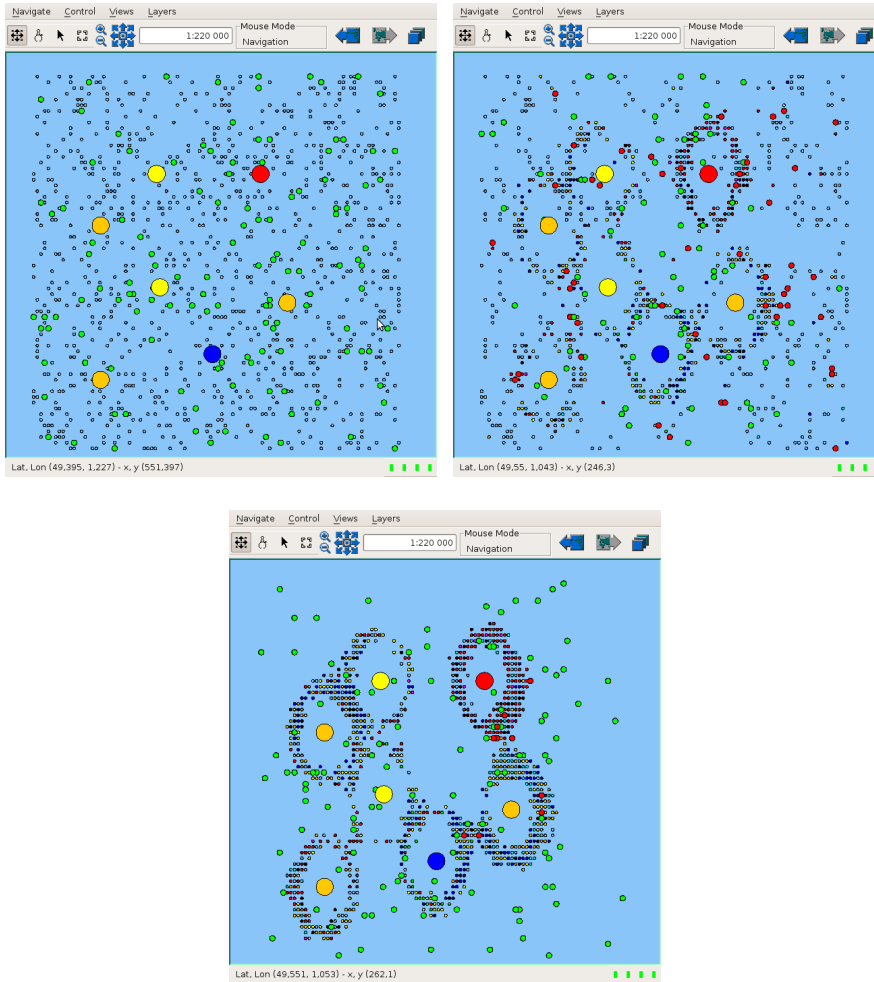 Navigate Control Views Layers
1:220 000
Mouse Mode
Navigation
Lat, Lon (49,395, 1,227) - x, y (551,397)
Navigate Control Views Layers
1:220 000
Mouse Mode
Navigation
Lat, Lon (49,55, 1,043) - x, y (246,3)
Navigate Control Views Layers
1:220 000
Mouse Mode
Navigation
Lat, Lon (49,551, 1,053) - x, y (262,1)